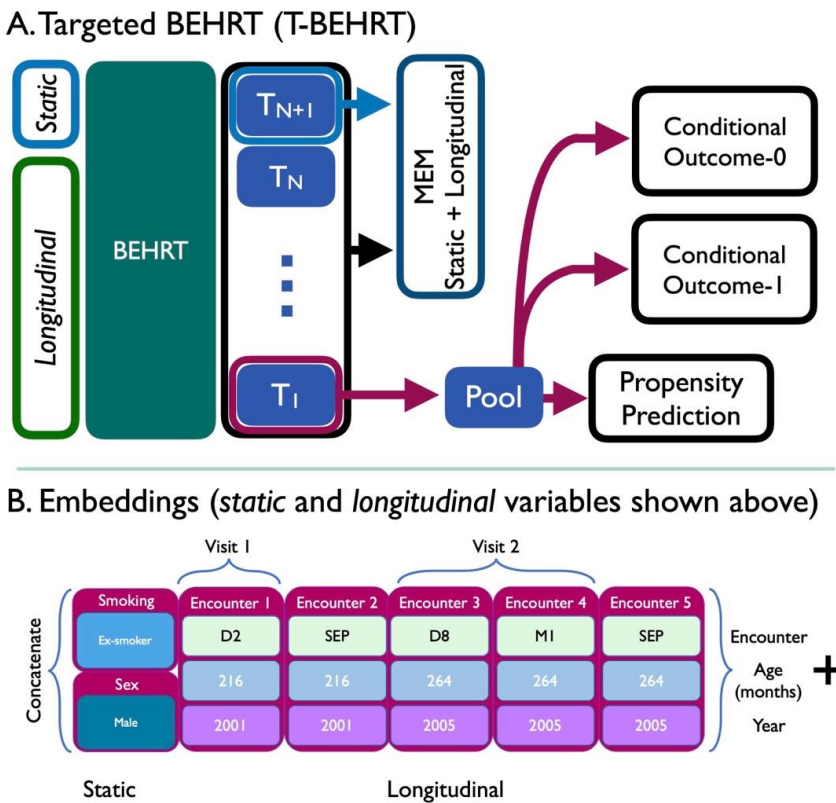 A. Targeted BEHRT (T-BEHRT)
Static
Longitudinal
BEHRT
TN+1
TN
T1
MEM
Static + Longitudinal
Pool
Conditional
Outcome-0
Conditional
Outcome-1
Propensity
Prediction
B. Embeddings (static and longitudinal variables shown above)
Visit 1
Visit 2
Concatenate
Smoking
Ex-smoker
Sex
Male
Encounter 1
Encounter 2
Encounter 3
Encounter 4
Encounter 5
D2
SEP
D8
M1
SEP
Encounter
216
216
264
264
264
Age
(months)
+
2001
2001
2005
2005
2005
Year
Static
Longitudinal